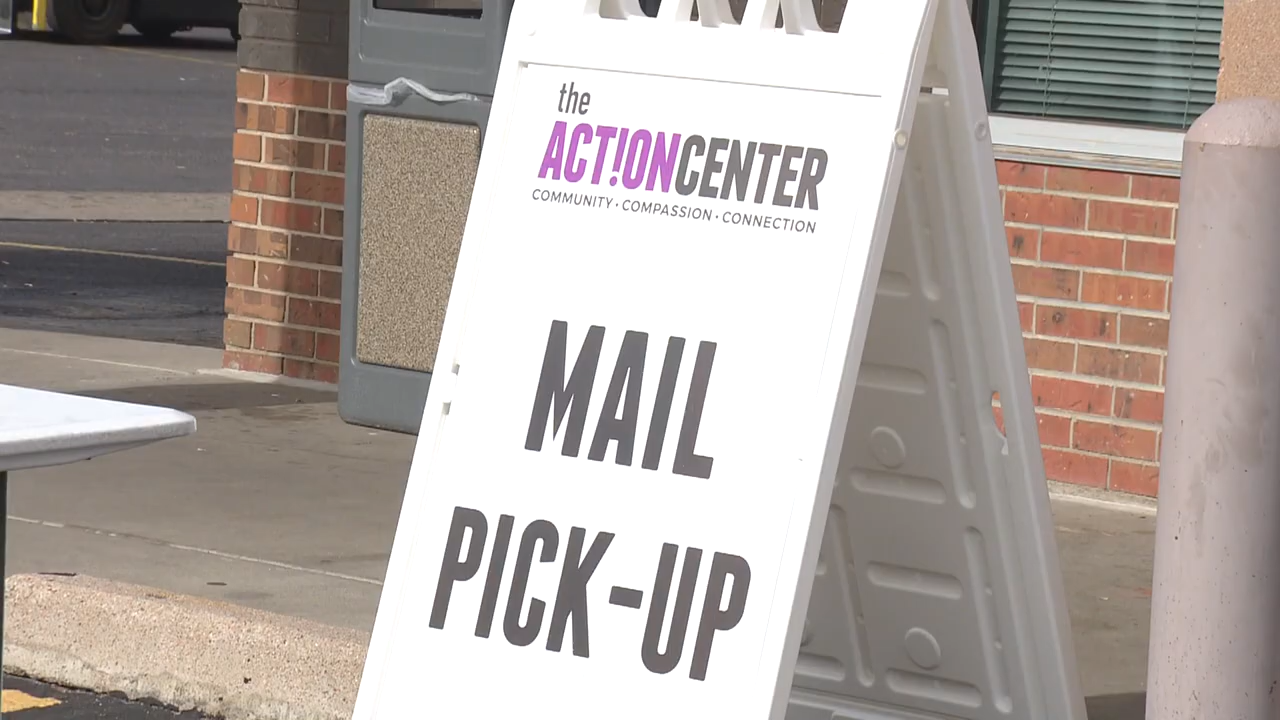 the
ACT!ONCENTER
COMMUNITY · COMPASSION · CONNECTION
MAIL
PICK-UP